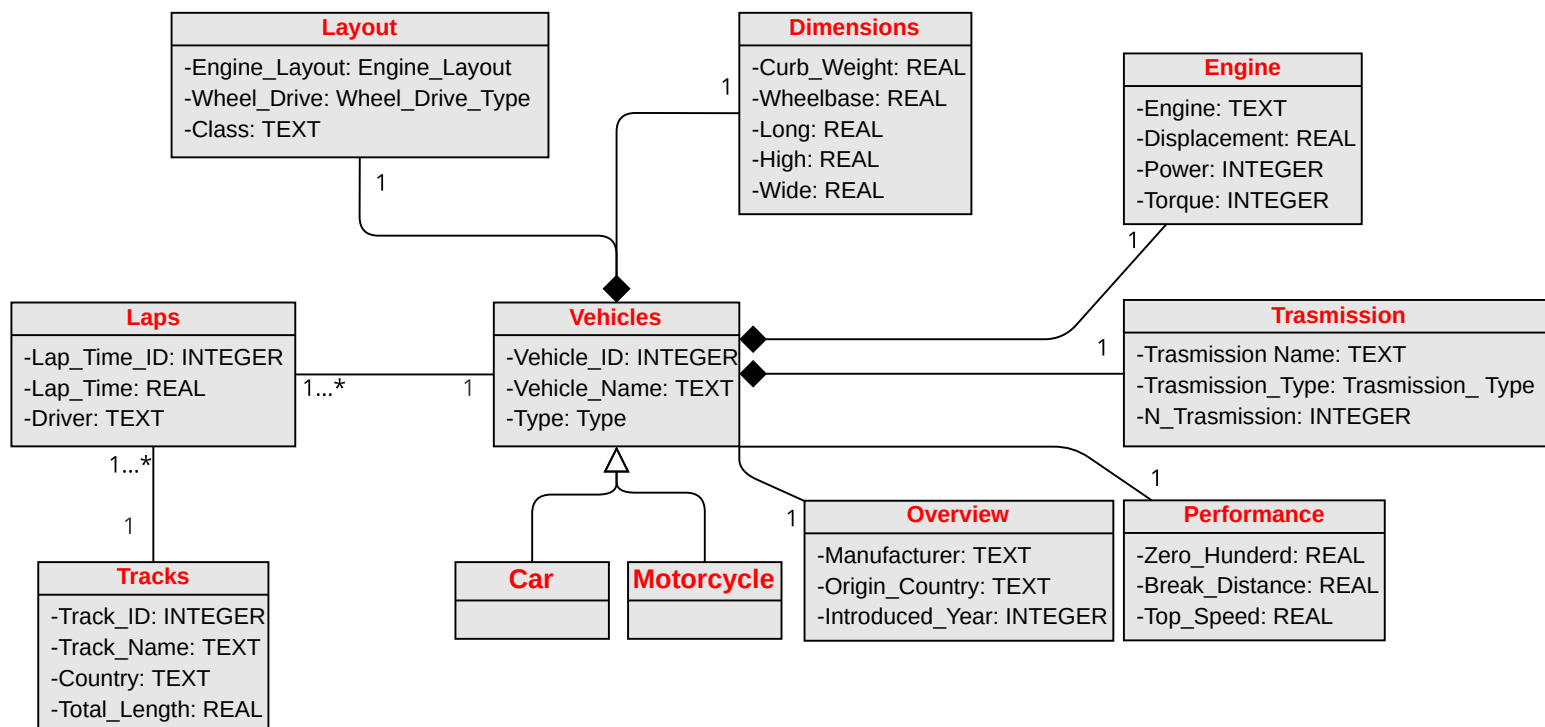 Layout
-Engine_Layout: Engine_Layout
-Wheel_Drive: Wheel_Drive_Type
-Class: TEXT
1
Dimensions
-Curb_Weight: REAL
-Wheelbase: REAL
-Long: REAL
-High: REAL
-Wide: REAL
1
Engine
-Engine: TEXT
-Displacement: REAL
-Power: INTEGER
-Torque: INTEGER
1
Laps
-Lap_Time_ID: INTEGER
-Lap_Time: REAL
-Driver: TEXT
1...*
1
1...*
1
Vehicles
-Vehicle_ID: INTEGER
-Vehicle_Name: TEXT
-Type: Type
Trasmission
-Trasmission Name: TEXT
-Trasmission_Type: Trasmission_ Type
-N_Trasmission: INTEGER
1
Tracks
-Track_ID: INTEGER
-Track_Name: TEXT
-Country: TEXT
-Total_Length: REAL
Car
Motorcycle
1
Overview
-Manufacturer: TEXT
-Origin_Country: TEXT
-Introduced_Year: INTEGER
1
Performance
-Zero_Hunderd: REAL
-Break_Distance: REAL
-Top_Speed: REAL